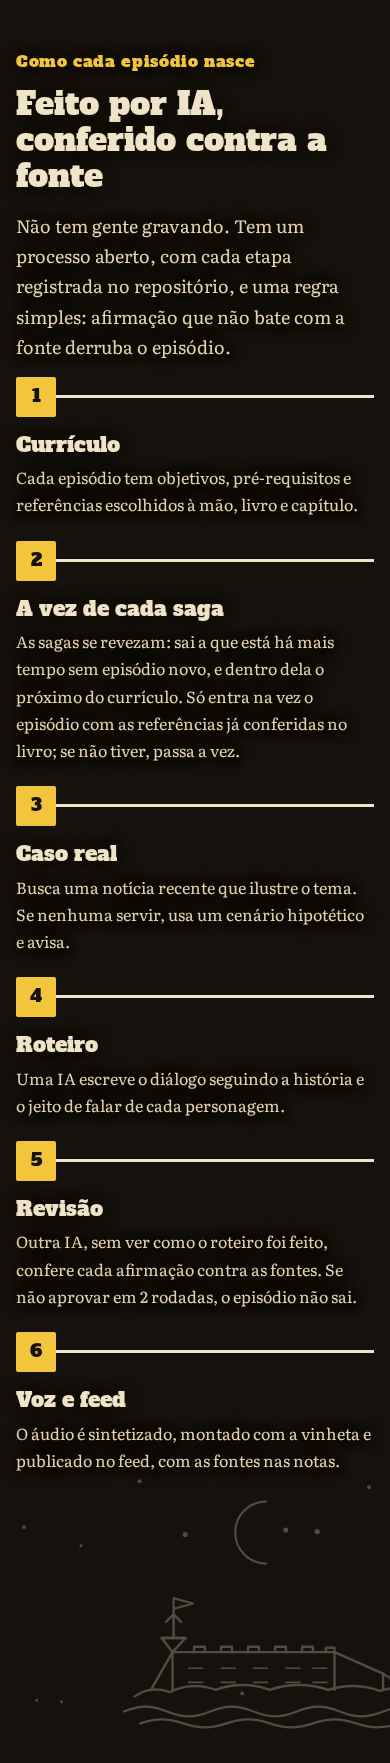 Como cada episódio nasce
Feito por IA,
conferido contra a
fonte
Não tem gente gravando. Tem um
processo aberto, com cada etapa
registrada no repositório, e uma regra
simples: afirmação que não bate com a
fonte derruba o episódio.
1
Currículo
Cada episódio tem objetivos, pré-requisitos e
referências escolhidos à mão, livro e capítulo.
2
A vez de cada saga
As sagas se revezam: sai a que está há mais
tempo sem episódio novo, e dentro dela o
próximo do currículo. Só entra na vez o
episódio com as referências já conferidas no
livro; se não tiver, passa a vez.
3
Caso real
Busca uma notícia recente que ilustre o tema.
Se nenhuma servir, usa um cenário hipotético
e avisa.
4
Roteiro
Uma IA escreve o diálogo seguindo a história e
o jeito de falar de cada personagem.
5
Revisão
Outra IA, sem ver como o roteiro foi feito,
confere cada afirmação contra as fontes. Se
não aprovar em 2 rodadas, o episódio não sai.
6
Voz e feed
O áudio é sintetizado, montado com a vinheta e
publicado no feed, com as fontes nas notas.